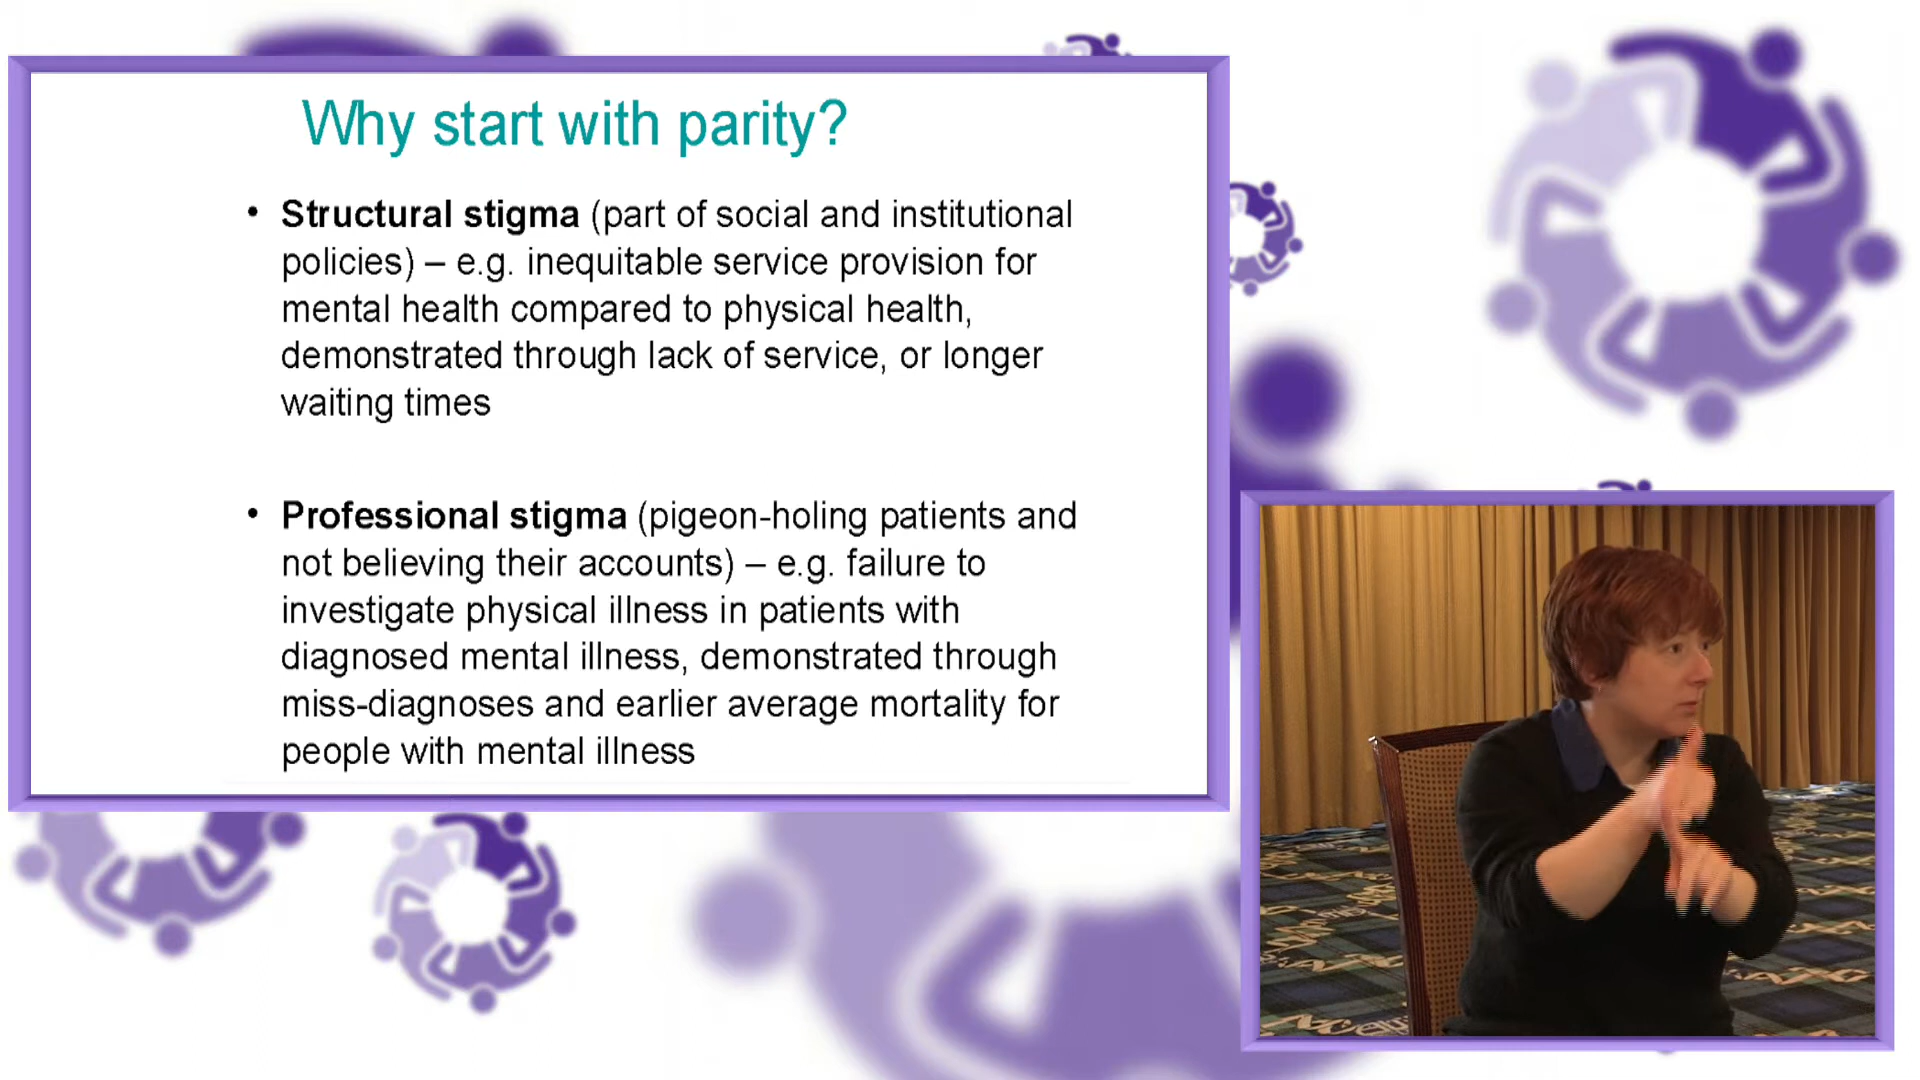 Why start with parity?
• Structural stigma (part of social and institutional
policies) – e.g. inequitable service provision for
mental health compared to physical health,
demonstrated through lack of service, or longer
waiting times
• Professional stigma (pigeon-holing patients and
not believing their accounts) – e.g. failure to
investigate physical illness in patients with
diagnosed mental illness, demonstrated through
miss-diagnoses and earlier average mortality for
people with mental illness